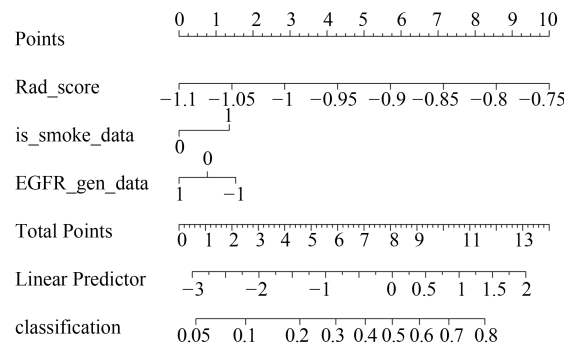 0 1 2 3 4 5 6 7 8 9 10
Points
Rad_score
−1.1 −1.05 −1 −0.95 −0.9 −0.85 −0.8 −0.75
1
is_smoke_data
0
0
EGFR_gen_data
1 −1
Total Points
0 1 2 3 4 5 6 7 8 9 11 13
Linear Predictor
−3 −2 −1 0 0.5 1 1.5 2
classification
0.05 0.1 0.2 0.3 0.4 0.5 0.6 0.7 0.8